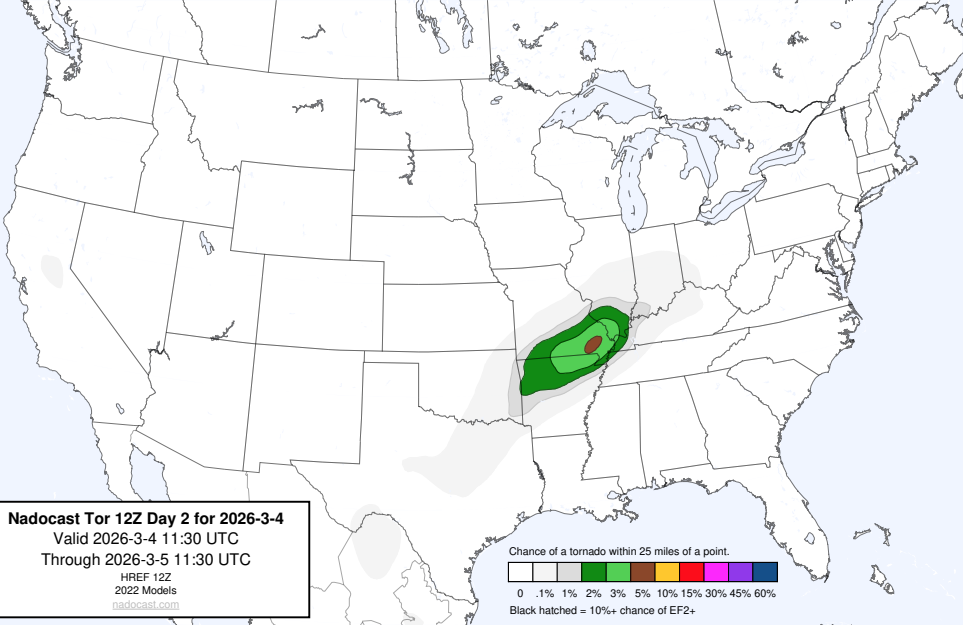 Nadocast Tor 12Z Day 2 for 2026-3-4
Valid 2026-3-4 11:30 UTC
Through 2026-3-5 11:30 UTC
HREF 12Z
2022 Models
nadocast.com
Chance of a tornado within 25 miles of a point.
0 .1% 1% 2% 3% 5% 10% 15% 30% 45% 60%
Black hatched = 10%+ chance of EF2+